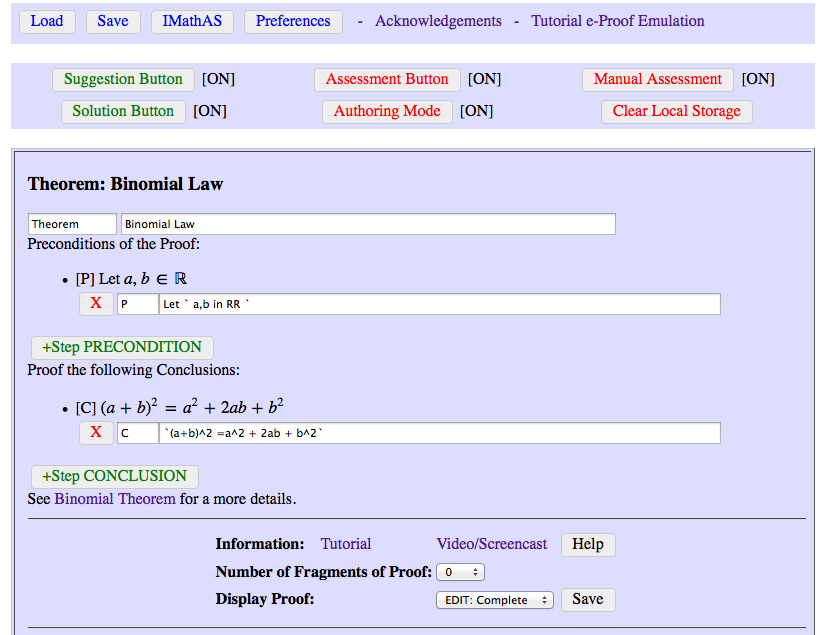 Load Save IMathAS Preferences - Acknowledgements - Tutorial e-Proof Emulation
Suggestion Button [ON] Assessment Button [ON] Manual Assessment [ON]
Solution Button [ON] Authoring Mode [ON] Clear Local Storage
Theorem: Binomial Law
Theorem Binomial Law
Preconditions of the Proof:
• [P] Let a, b ∈ ℝ
X P Let ` a,b in RR `
+Step PRECONDITION
Proof the following Conclusions:
• [C] (a + b)² = a² + 2ab + b²
X C `(a+b)^2 =a^2 + 2ab + b^2`
+Step CONCLUSION
See Binomial Theorem for a more details.
Information: Tutorial Video/Screencast Help
Number of Fragments of Proof: 0
Display Proof: EDIT: Complete Save